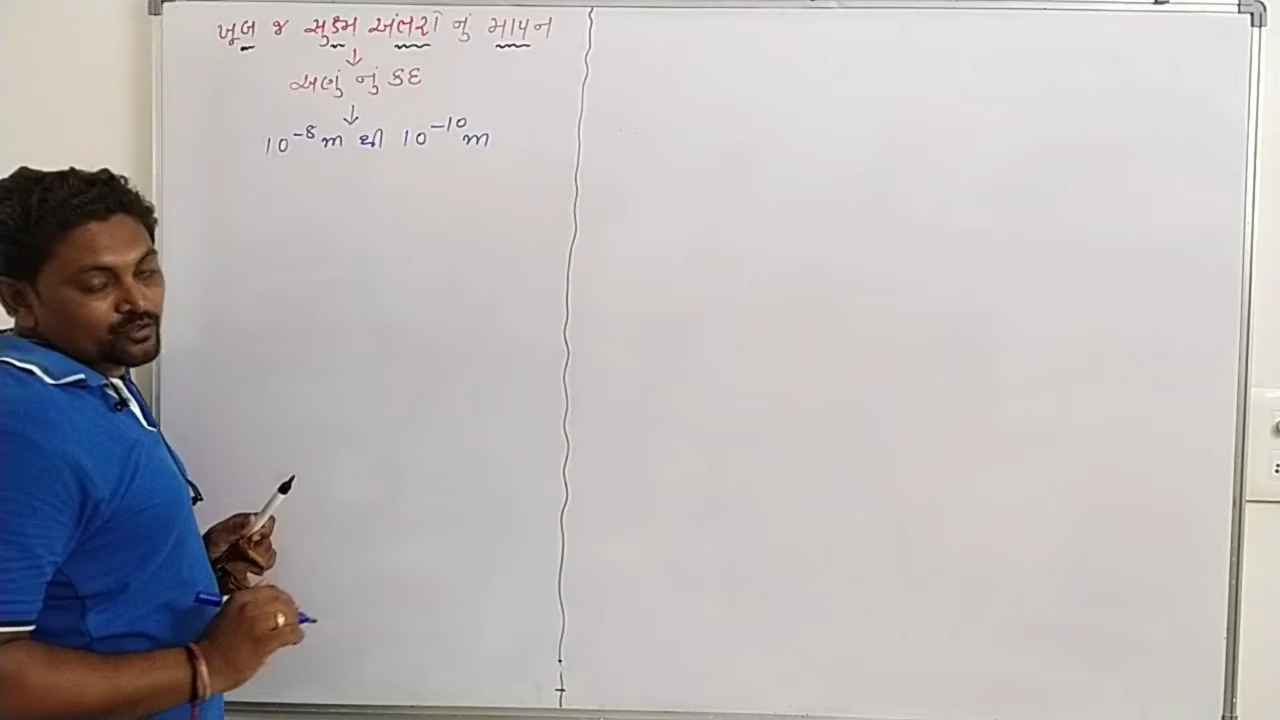 ખૂબ જ સુક્ષ્મ અંતરો નું માપન
↓
અણું નું કદ
↓
10⁻⁸ m થી 10⁻¹⁰ m